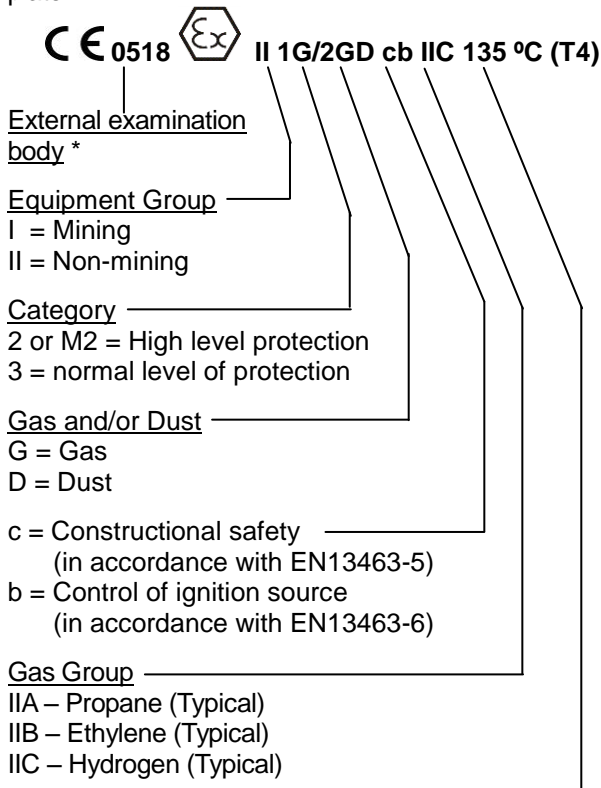 CE 0518 Ex II 1G/2GD cb IIC 135 ºC (T4)
External examination
body *
Equipment Group
I = Mining
II = Non-mining
Category
2 or M2 = High level protection
3 = normal level of protection
Gas and/or Dust
G = Gas
D = Dust
c = Constructional safety
(in accordance with EN13463-5)
b = Control of ignition source
(in accordance with EN13463-6)
Gas Group
IIA – Propane (Typical)
IIB – Ethylene (Typical)
IIC – Hydrogen (Typical)